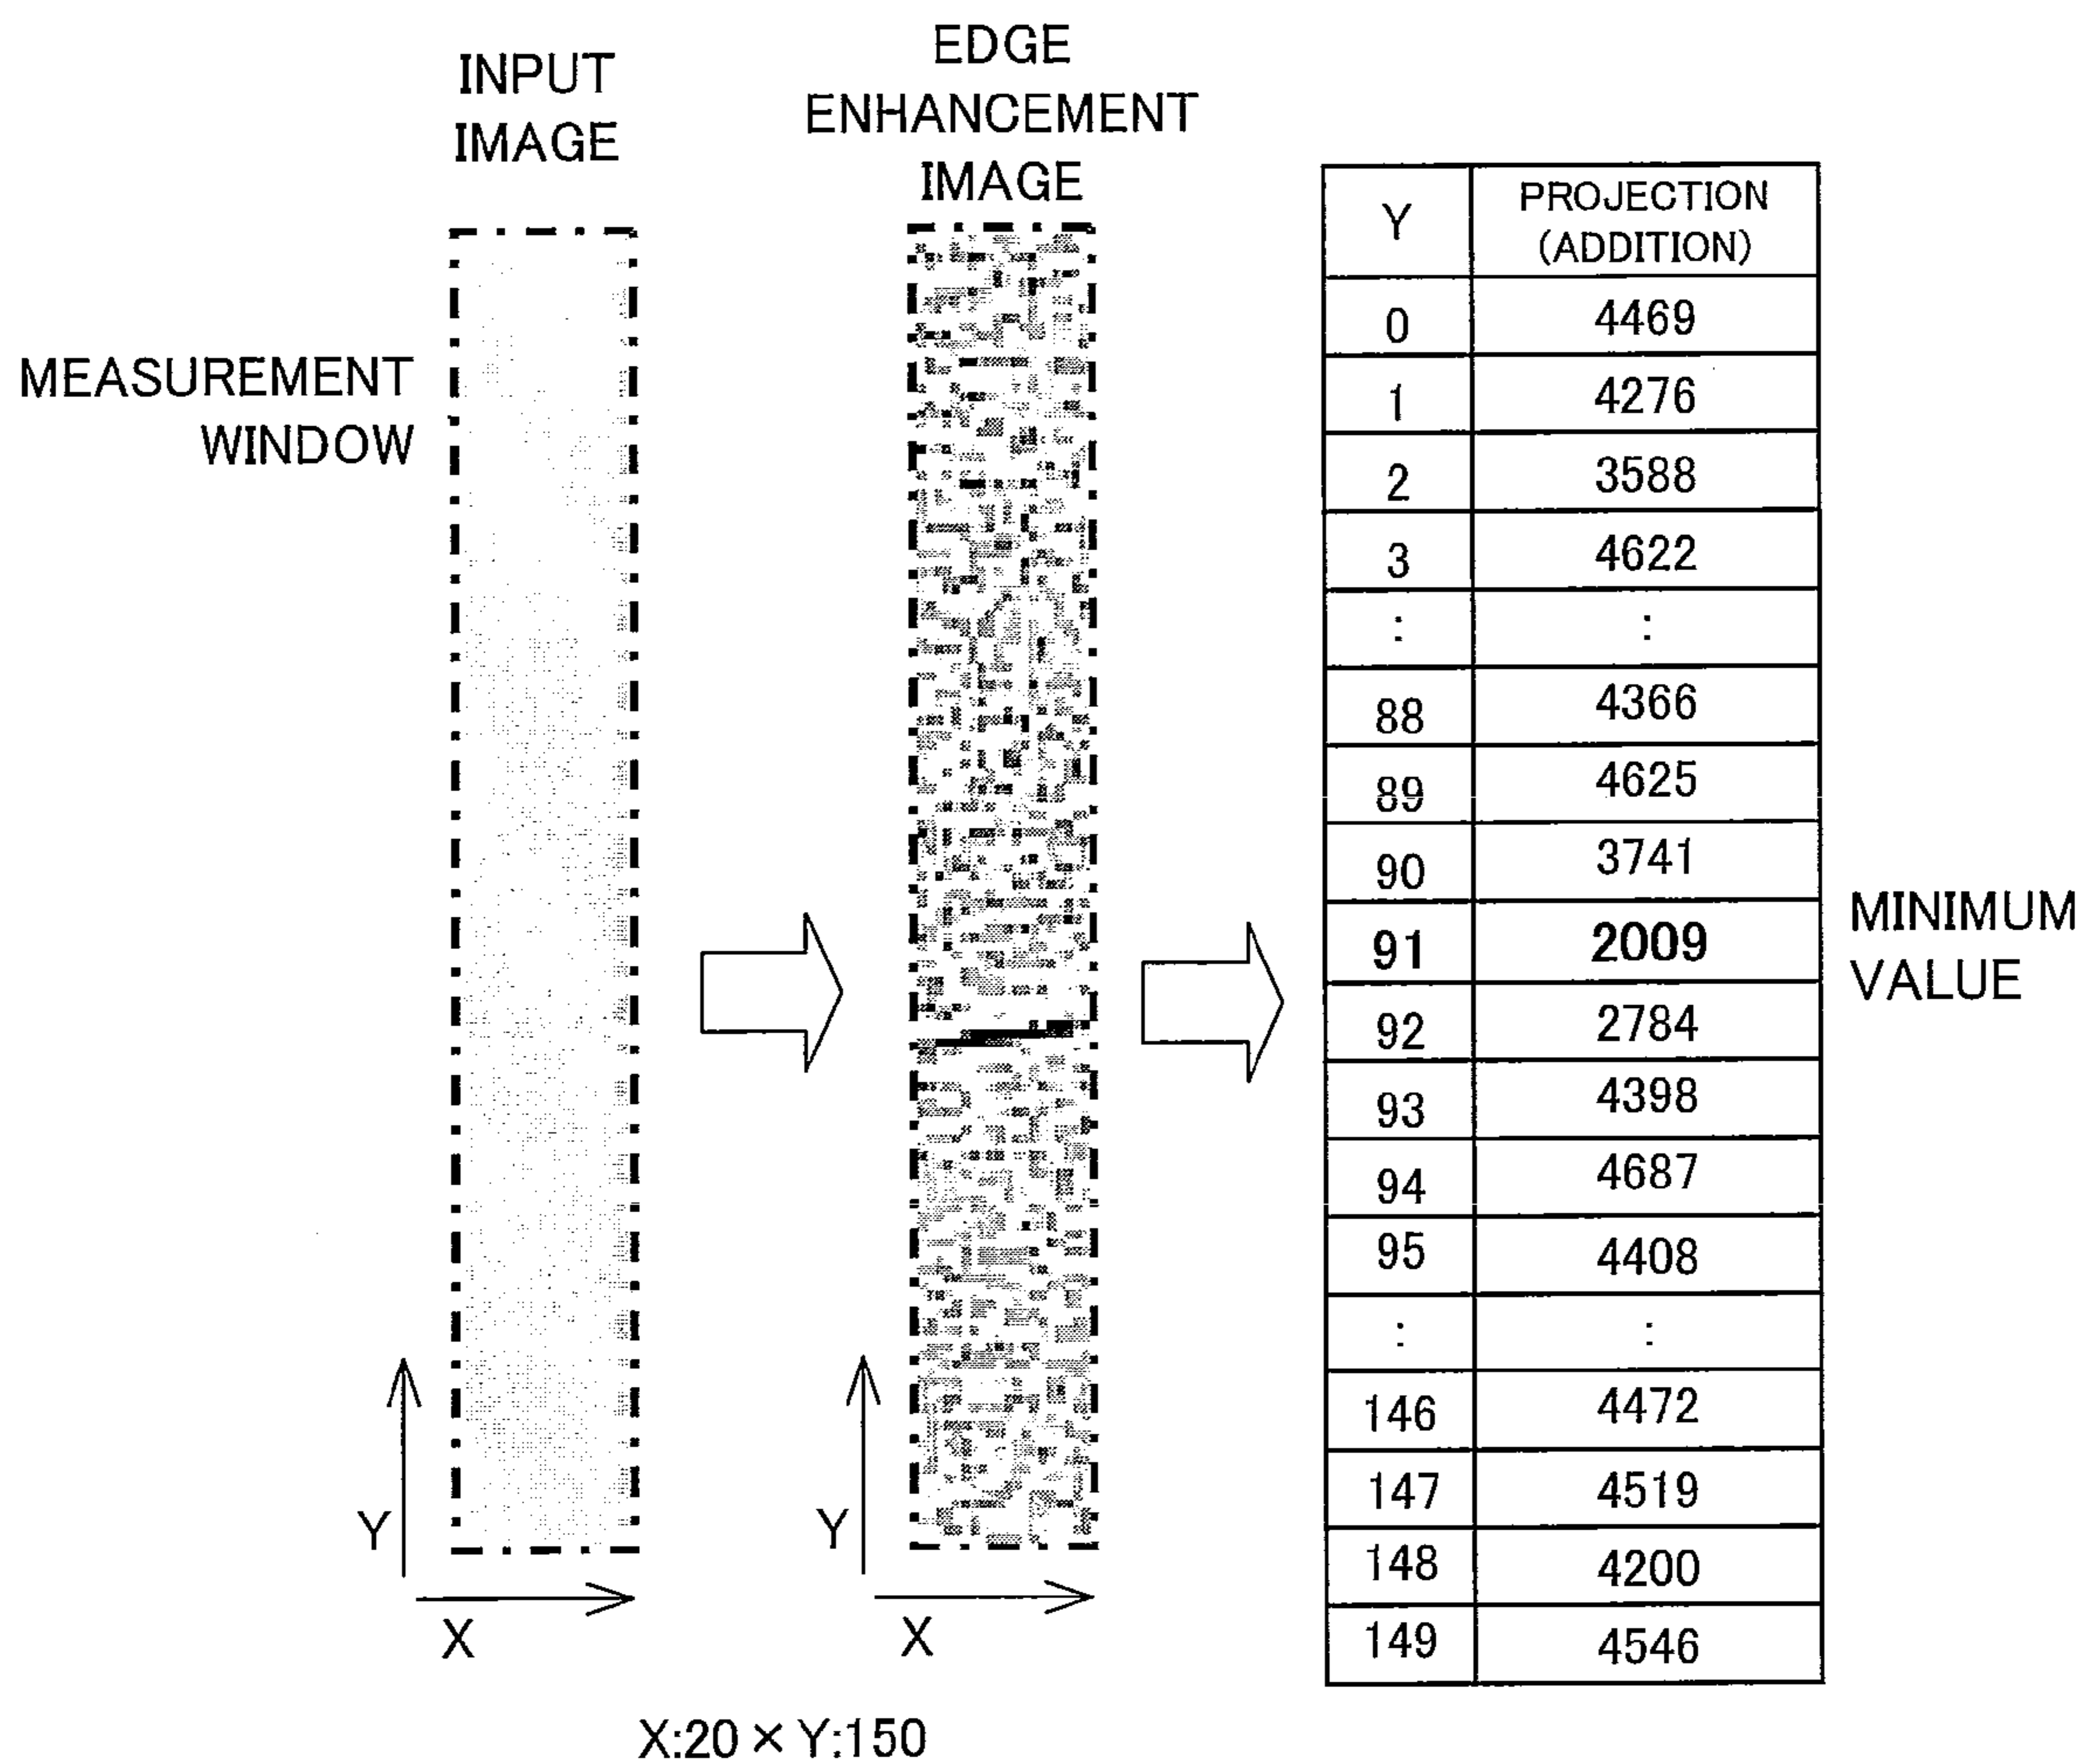 INPUT
IMAGE
EDGE
ENHANCEMENT
IMAGE
MEASUREMENT
WINDOW
Y
X
Y
X
X:20 × Y:150
Y PROJECTION
(ADDITION)
0 4469
1 4276
2 3588
3 4622
: :
88 4366
89 4625
90 3741
91 2009
92 2784
93 4398
94 4687
95 4408
: :
146 4472
147 4519
148 4200
149 4546
MINIMUM
VALUE